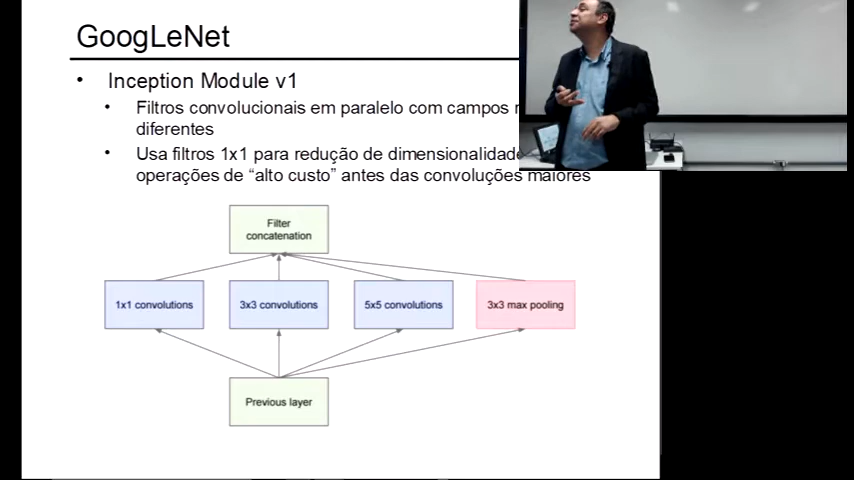 GoogLeNet
• Inception Module v1
• Filtros convolucionais em paralelo com campos
diferentes
• Usa filtros 1x1 para redução de dimensionalidade
operações de “alto custo” antes das convoluções maiores
Filter
concatenation
1x1 convolutions
3x3 convolutions
5x5 convolutions
3x3 max pooling
Previous layer